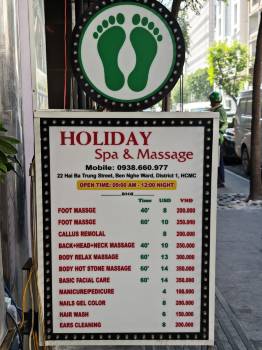 HOLIDAY
Spa & Massage
Mobile: 0938.660.977
22 Hai Ba Trung Street, Ben Nghe Ward, District 1, HCMC
OPEN TIME: 09:00 AM - 12:00 NIGHT
Time USD VND
FOOT MASSGE 40' 8 200.000
FOOT MASSGE 60' 10 250.000
CALLUS REMOLAL 8 200.000
BACK+HEAD+NECK MASSAGE 40' 10 250.000
BODY RELAX MASSAGE 60' 13 300.000
BODY HOT STONE MASSAGE 60' 14 350.000
BASIC FACIAL CARE 60' 14 350.000
MANICURE/PEDICURE 4 100.000
NAILS GEL COLOR 8 200.000
HAIR WASH 6 150.000
EARS CLEANING 8 200.000